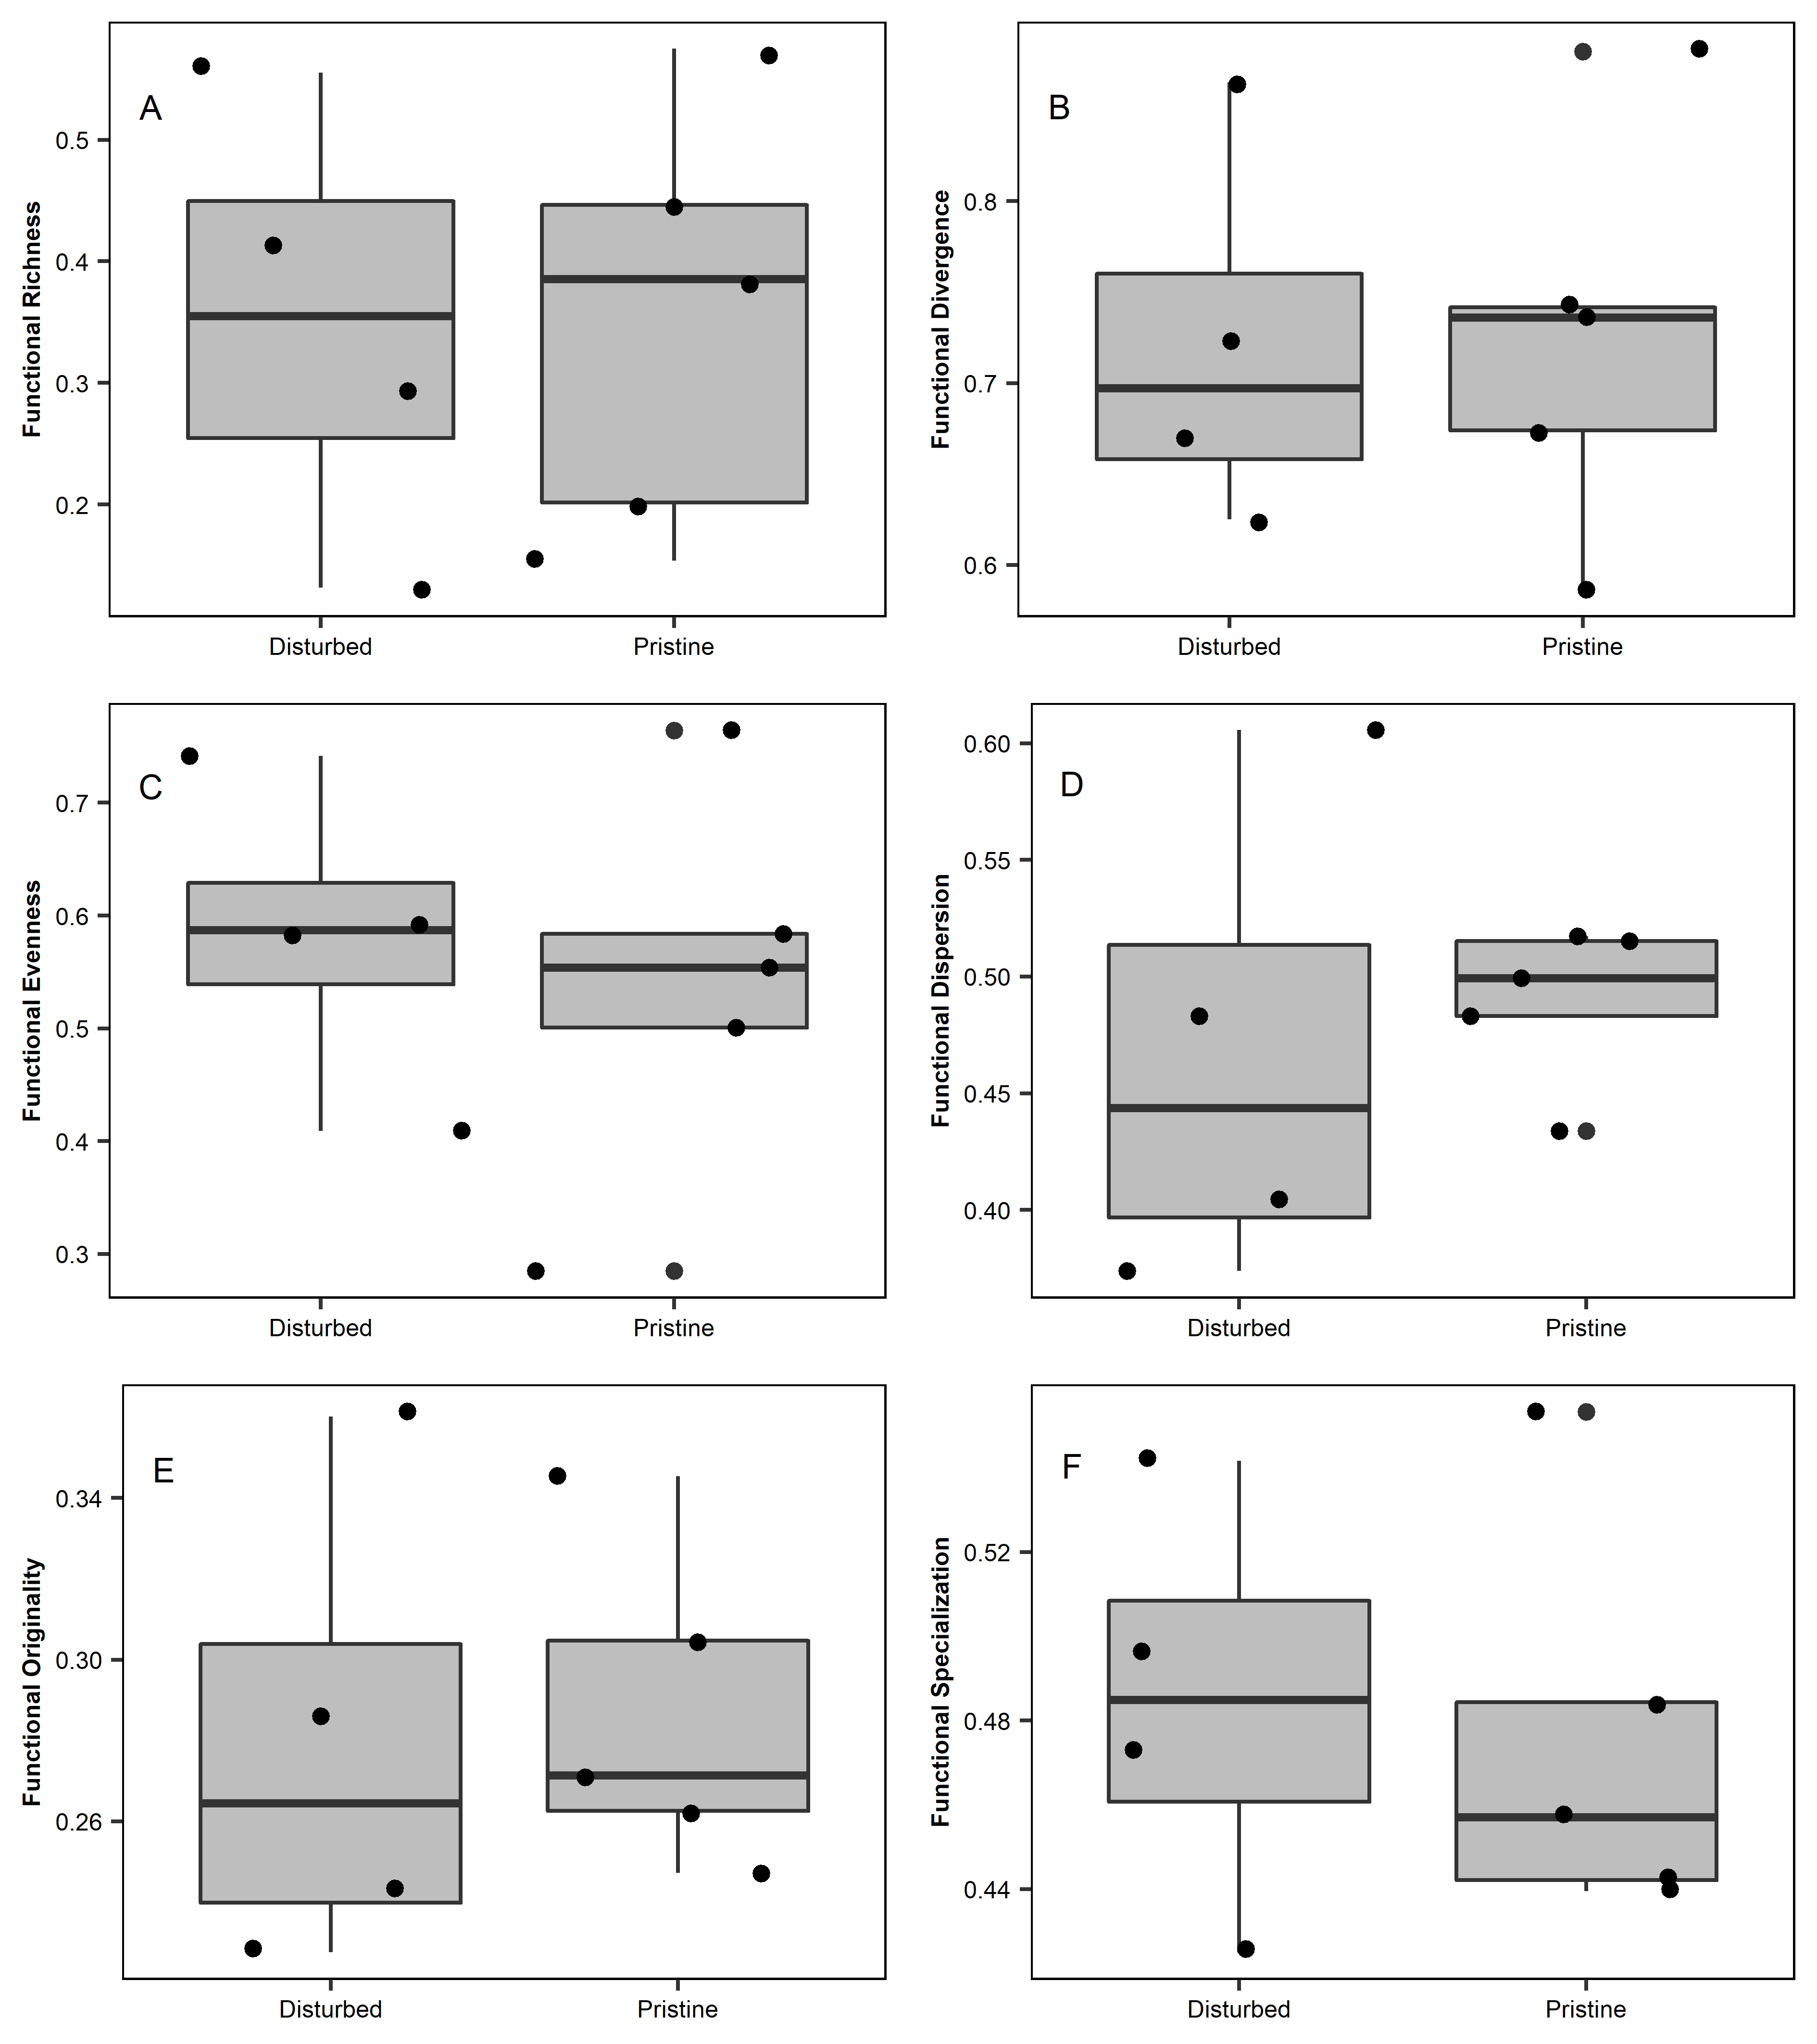 A
Functional Richness
0.5
0.4
0.3
0.2
Disturbed
Pristine
B
Functional Divergence
0.8
0.7
0.6
Disturbed
Pristine
C
Functional Evenness
0.7
0.6
0.5
0.4
0.3
Disturbed
Pristine
D
Functional Dispersion
0.60
0.55
0.50
0.45
0.40
Disturbed
Pristine
E
Functional Originality
0.34
0.30
0.26
Disturbed
Pristine
F
Functional Specialization
0.52
0.48
0.44
Disturbed
Pristine